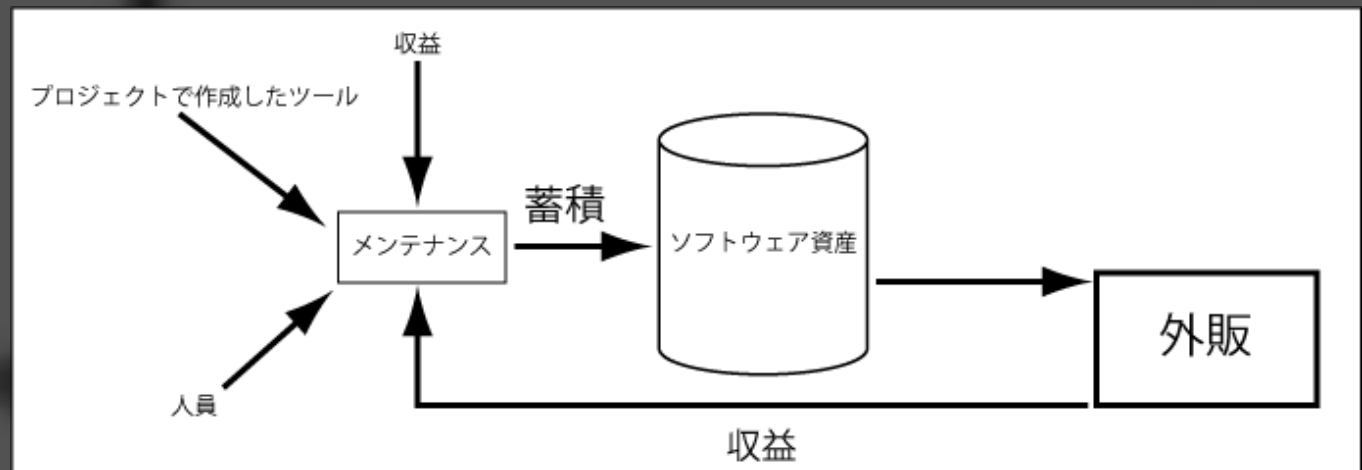 収益
プロジェクトで作成したツール
蓄積
メンテナンス
ソフトウェア資産
外販
人員
収益